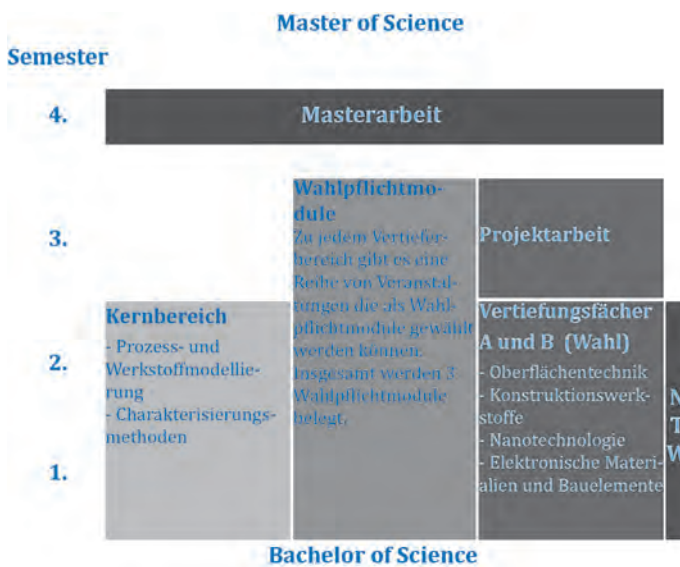 Master of Science
Semester
4.
Masterarbeit
3.
Wahlpflichtmo-
dule
Zu jedem Vertiefer-
bereich gibt es eine
Reihe von Veranstal-
tungen die als Wahl-
pflichtmodule gewählt
werden können.
Insgesamt werden 3
Wahlpflichtmodule
belegt.
Projektarbeit
2.
Kernbereich
- Prozess- und
Werkstoffmodellie-
rung
- Charakterisierungs-
methoden
Vertiefungsfächer
A und B (Wahl)
- Oberflächentechnik
- Konstruktionswerk-
stoffe
- Nanotechnologie
- Elektronische Materi-
alien und Bauelemente
1.
Bachelor of Science